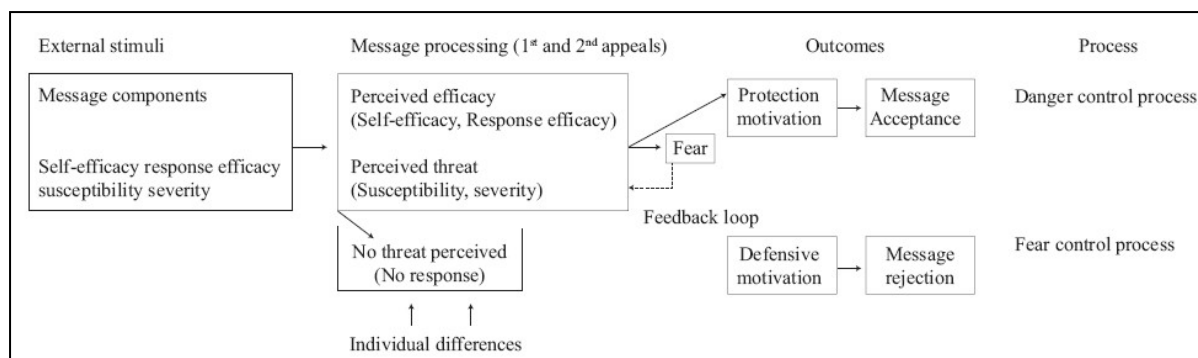 External stimuli
Message processing (1st and 2nd appeals)
Outcomes
Process
Message components
Self-efficacy response efficacy
susceptibility severity
Perceived efficacy
(Self-efficacy, Response efficacy)
Perceived threat
(Susceptibility, severity)
No threat perceived
(No response)
Individual differences
Fear
Feedback loop
Protection
motivation
Message
Acceptance
Danger control process
Defensive
motivation
Message
rejection
Fear control process